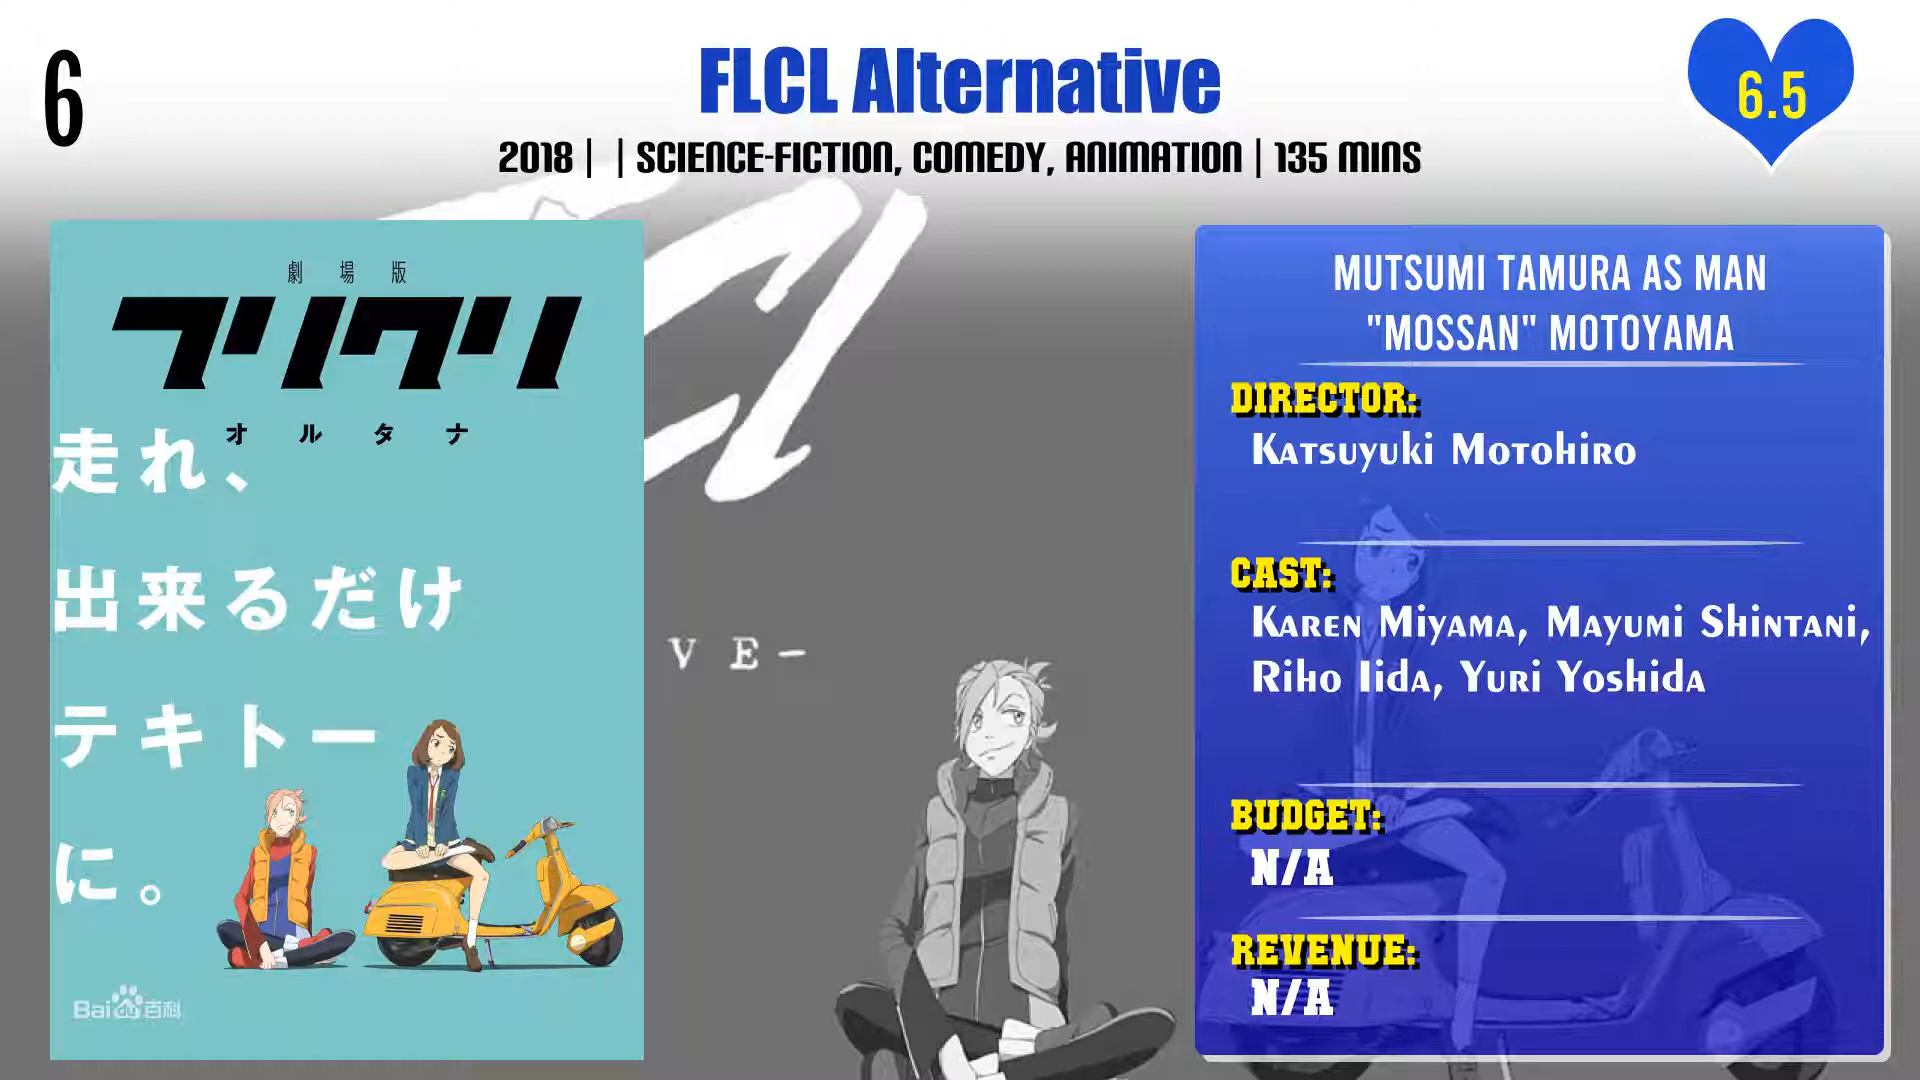 6
FLCL Alternative
6.5
2018 | | SCIENCE-FICTION, COMEDY, ANIMATION | 135 MINS
劇場版
フリクリ
オルタナ
走れ、
出来るだけ
テキトー
に。
Bai百科
V E -
MUTSUMI TAMURA AS MAN
"MOSSAN" MOTOYAMA
DIRECTOR:
Katsuyuki Motohiro
CAST:
Karen Miyama, Mayumi Shintani,
Riho Iida, Yuri Yoshida
BUDGET:
N/A
REVENUE:
N/A